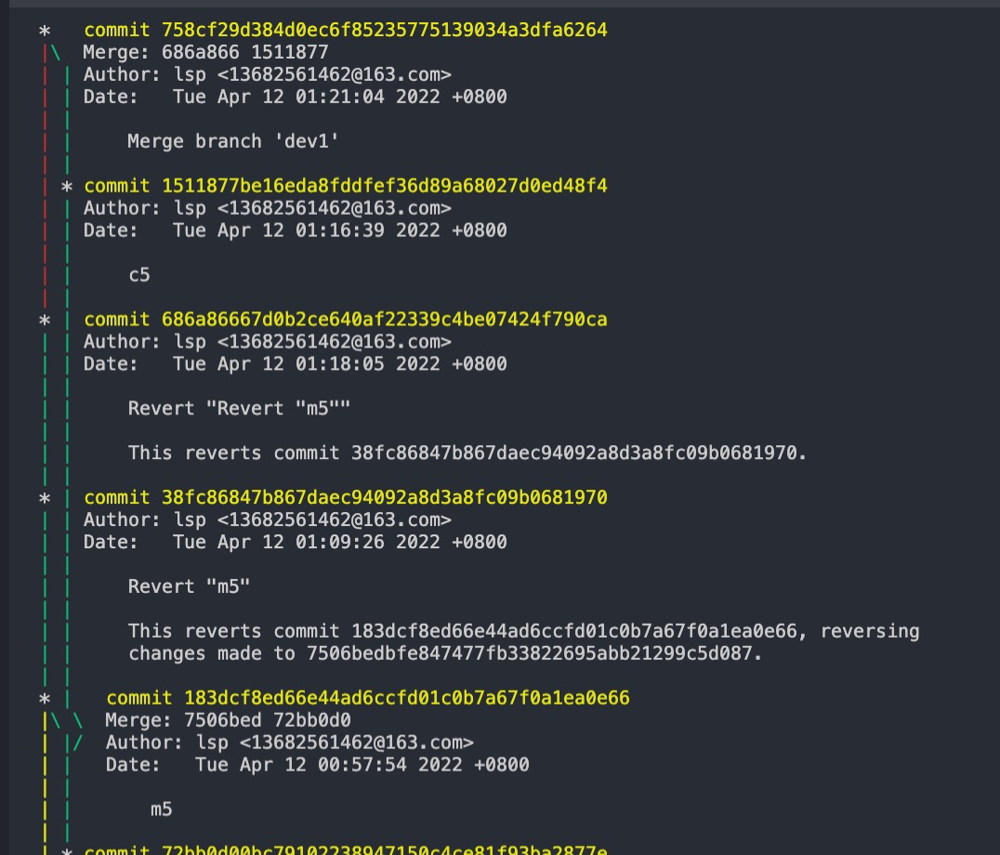 * commit 758cf29d384d0ec6f85235775139034a3dfa6264
|\ Merge: 686a866 1511877
| | Author: lsp <13682561462@163.com>
| | Date: Tue Apr 12 01:21:04 2022 +0800
| | Merge branch 'dev1'
| * commit 1511877be16eda8fddfef36d89a68027d0ed48f4
| | Author: lsp <13682561462@163.com>
| | Date: Tue Apr 12 01:16:39 2022 +0800
| | c5
* | commit 686a86667d0b2ce640af22339c4be07424f790ca
| | Author: lsp <13682561462@163.com>
| | Date: Tue Apr 12 01:18:05 2022 +0800
| | Revert "Revert "m5""
| | This reverts commit 38fc86847b867daec94092a8d3a8fc09b0681970.
* | commit 38fc86847b867daec94092a8d3a8fc09b0681970
| | Author: lsp <13682561462@163.com>
| | Date: Tue Apr 12 01:09:26 2022 +0800
| | Revert "m5"
| | This reverts commit 183dcf8ed66e44ad6ccfd01c0b7a67f0a1ea0e66, reversing
| | changes made to 7506bedbfe847477fb33822695abb21299c5d087.
* | commit 183dcf8ed66e44ad6ccfd01c0b7a67f0a1ea0e66
|\ \ Merge: 7506bed 72bb0d0
| |/ Author: lsp <13682561462@163.com>
| | Date: Tue Apr 12 00:57:54 2022 +0800
| | m5
| * commit 72bb0d00bc79102238947150c4ce81f93ba2877e